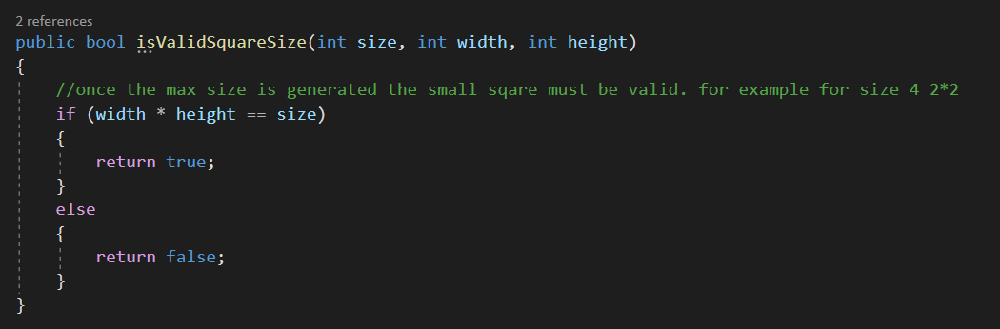 2 references
public bool isValidSquareSize(int size, int width, int height)
{
//once the max size is generated the small sqare must be valid. for example for size 4 2*2
if (width * height == size)
{
return true;
}
else
{
return false;
}
}